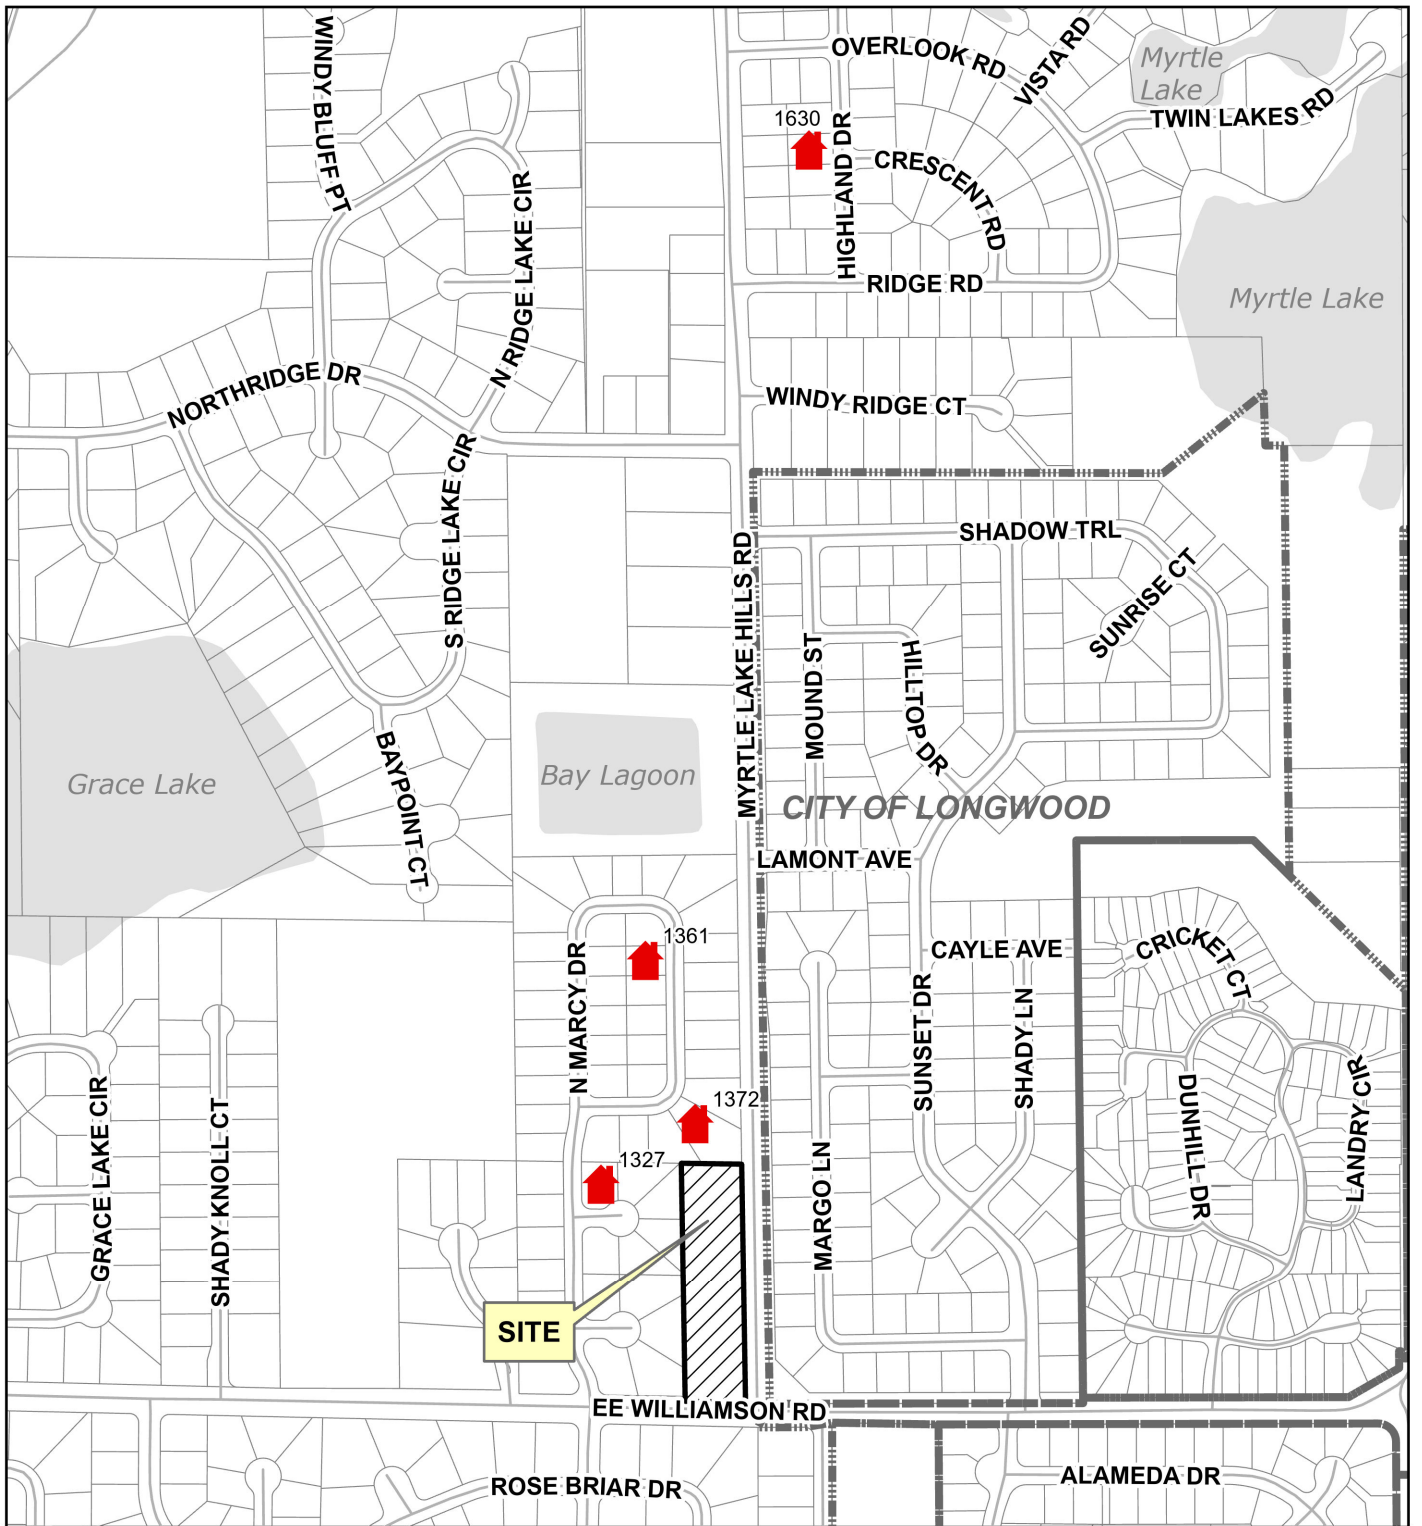 WINDY BLUFF PT
OVERLOOK RD
VISTA RD
Myrtle
Lake
TWIN LAKES RD
1630
HIGHLAND DR
CRESCENT RD
N RIDGE LAKE CIR
RIDGE RD
Myrtle Lake
NORTHRIDGE DR
WINDY RIDGE CT
S RIDGE LAKE CIR
SHADOW TRL
SUNRISE CT
MYRTLE LAKE HILLS RD
MOUND ST
HILLTOP DR
Grace Lake
BAYPOINT CT
Bay Lagoon
CITY OF LONGWOOD
LAMONT AVE
1361
N MARCY DR
CAYLE AVE
CRICKET CT
SUNSET DR
SHADY LN
GRACE LAKE CIR
SHADY KNOLL CT
1372
1327
MARGO LN
DUNHILL DR
LANDRY CIR
SITE
EE WILLIAMSON RD
ROSE BRIAR DR
ALAMEDA DR